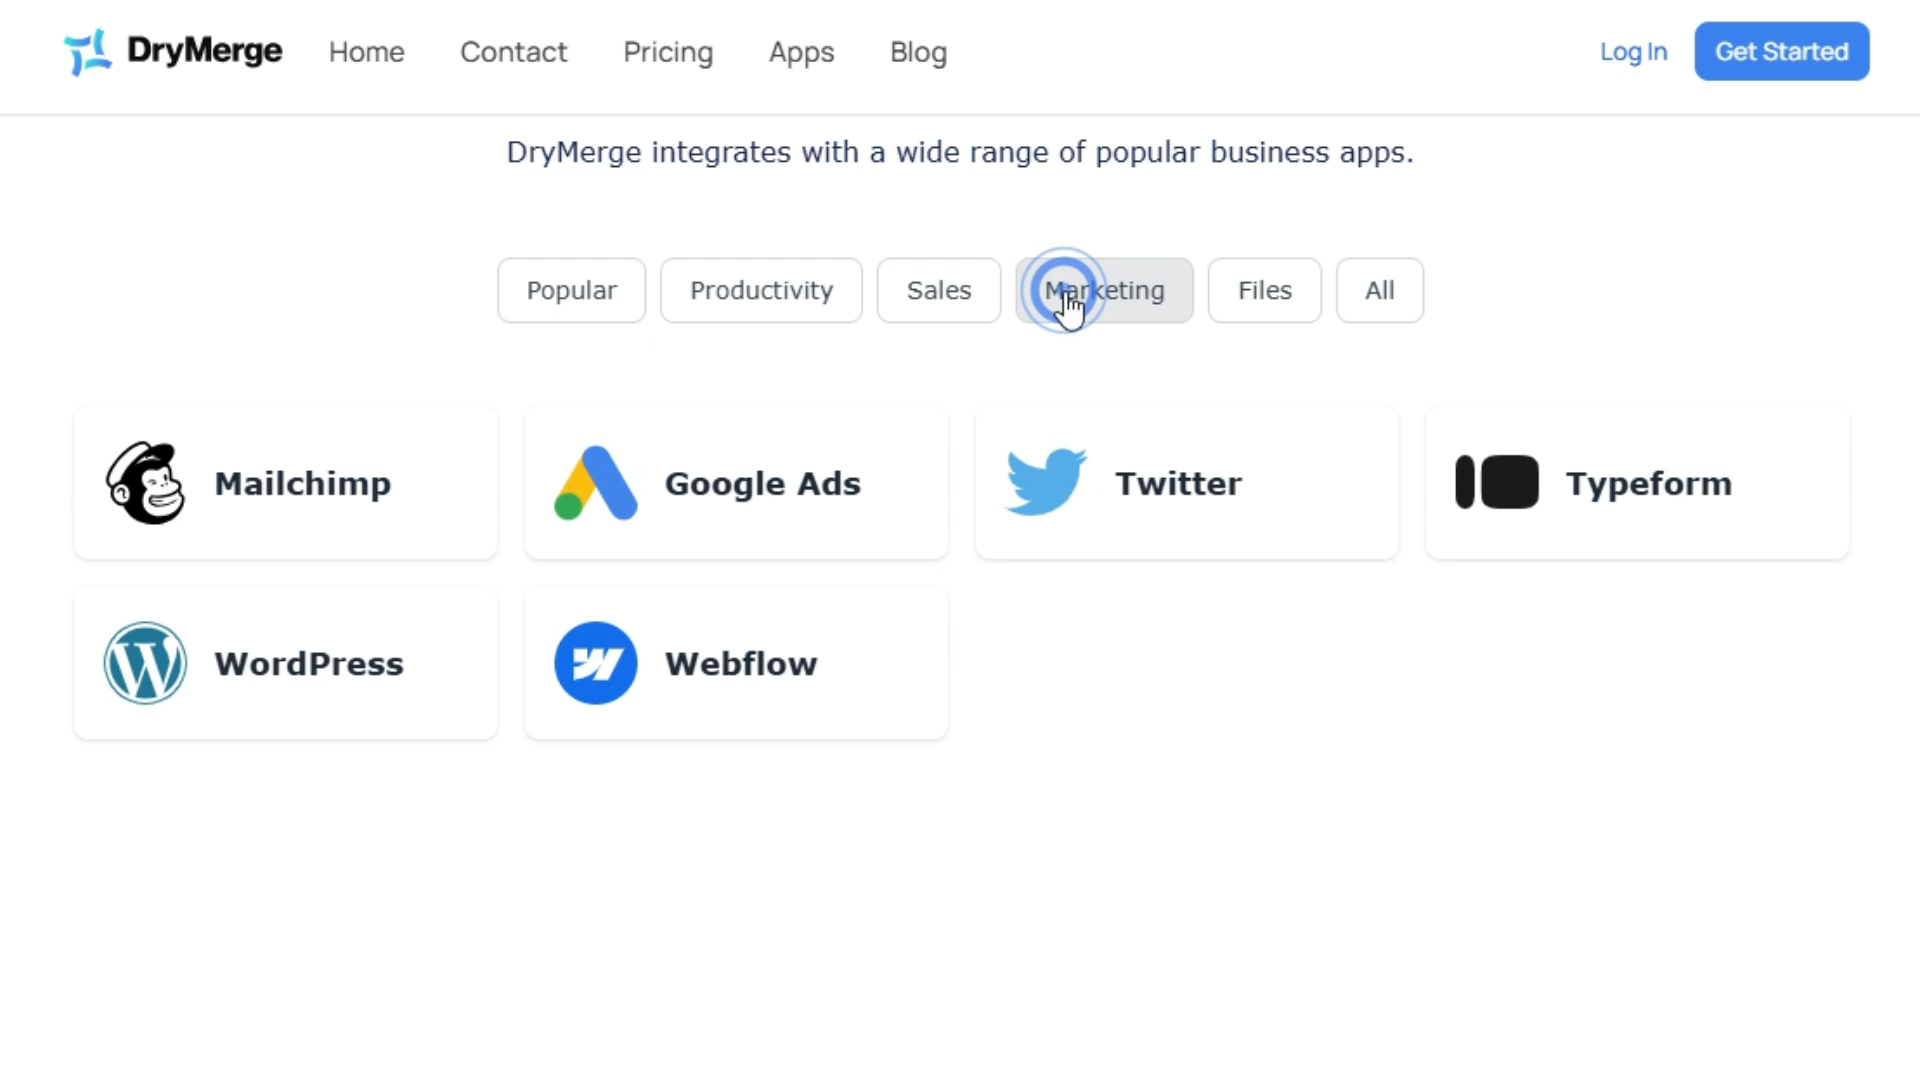 DryMerge Home Contact Pricing Apps Blog Log In Get Started
DryMerge integrates with a wide range of popular business apps.
Popular Productivity Sales Marketing Files All
Mailchimp Google Ads Twitter Typeform
WordPress Webflow